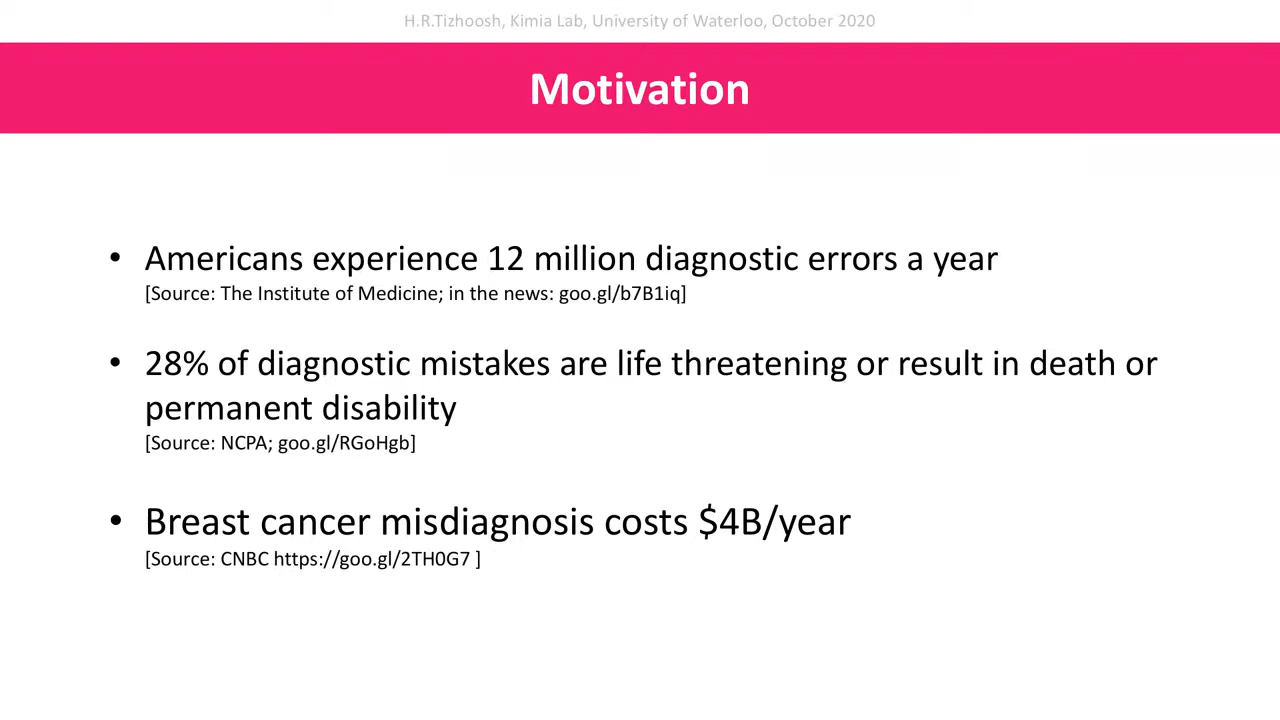 H.R.Tizhoosh, Kimia Lab, University of Waterloo, October 2020
Motivation
• Americans experience 12 million diagnostic errors a year
[Source: The Institute of Medicine; in the news: goo.gl/b7B1iq]
• 28% of diagnostic mistakes are life threatening or result in death or
permanent disability
[Source: NCPA; goo.gl/RGoHgb]
• Breast cancer misdiagnosis costs $4B/year
[Source: CNBC https://goo.gl/2TH0G7 ]